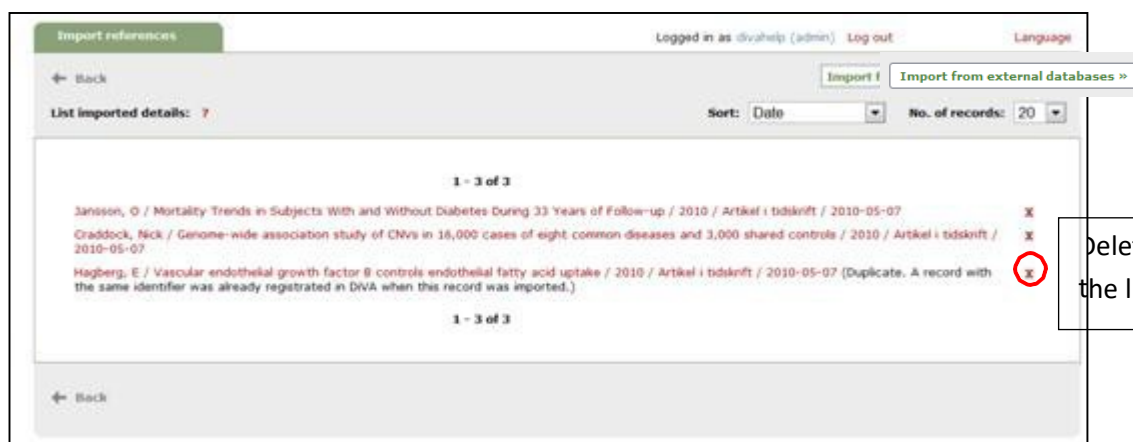 Import references
Logged in as divahelp (admin) Log out Language
Back
Import f
Import from external databases »
List imported details: ?
Sort: Date No. of records: 20
1 - 3 of 3
Jansson, O / Mortality Trends in Subjects With and Without Diabetes During 33 Years of Follow-up / 2010 / Artikel i tidskrift / 2010-05-07 x
Craddock, Nick / Genome-wide association study of CNVs in 16,000 cases of eight common diseases and 3,000 shared controls / 2010 / Artikel i tidskrift / x
2010-05-07
Hagberg, E / Vascular endothelial growth factor B controls endothelial fatty acid uptake / 2010 / Artikel i tidskrift / 2010-05-07 (Duplicate. A record with x
the same identifier was already registrated in DiVA when this record was imported.)
Delet
the l
1 - 3 of 3
Back